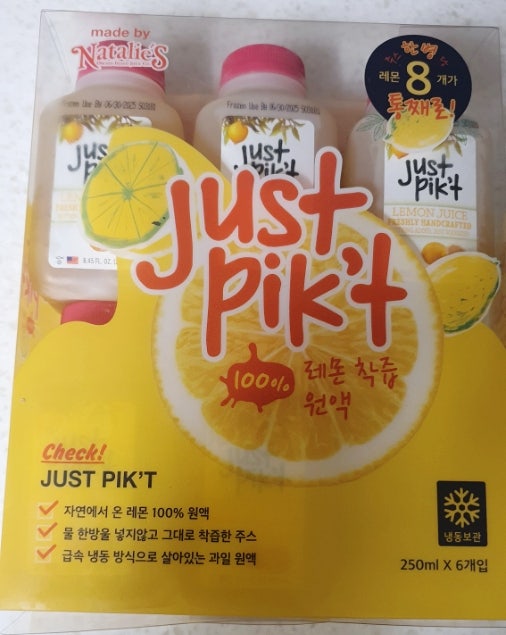 made by
Natalie's
한 병
레몬 8 개가
통째로!
Just
Pik't
LEMON JUICE
FRESHLY HANDCRAFTED
8.45 FL. OZ.
just
pik't
100% 레몬 착즙
원액
Check!
JUST PIK'T
자연에서 온 레몬 100% 원액
물 한방울 넣지않고 그대로 착즙한 주스
급속 냉동 방식으로 살아있는 과일 원액
냉동보관
250ml X 6개입